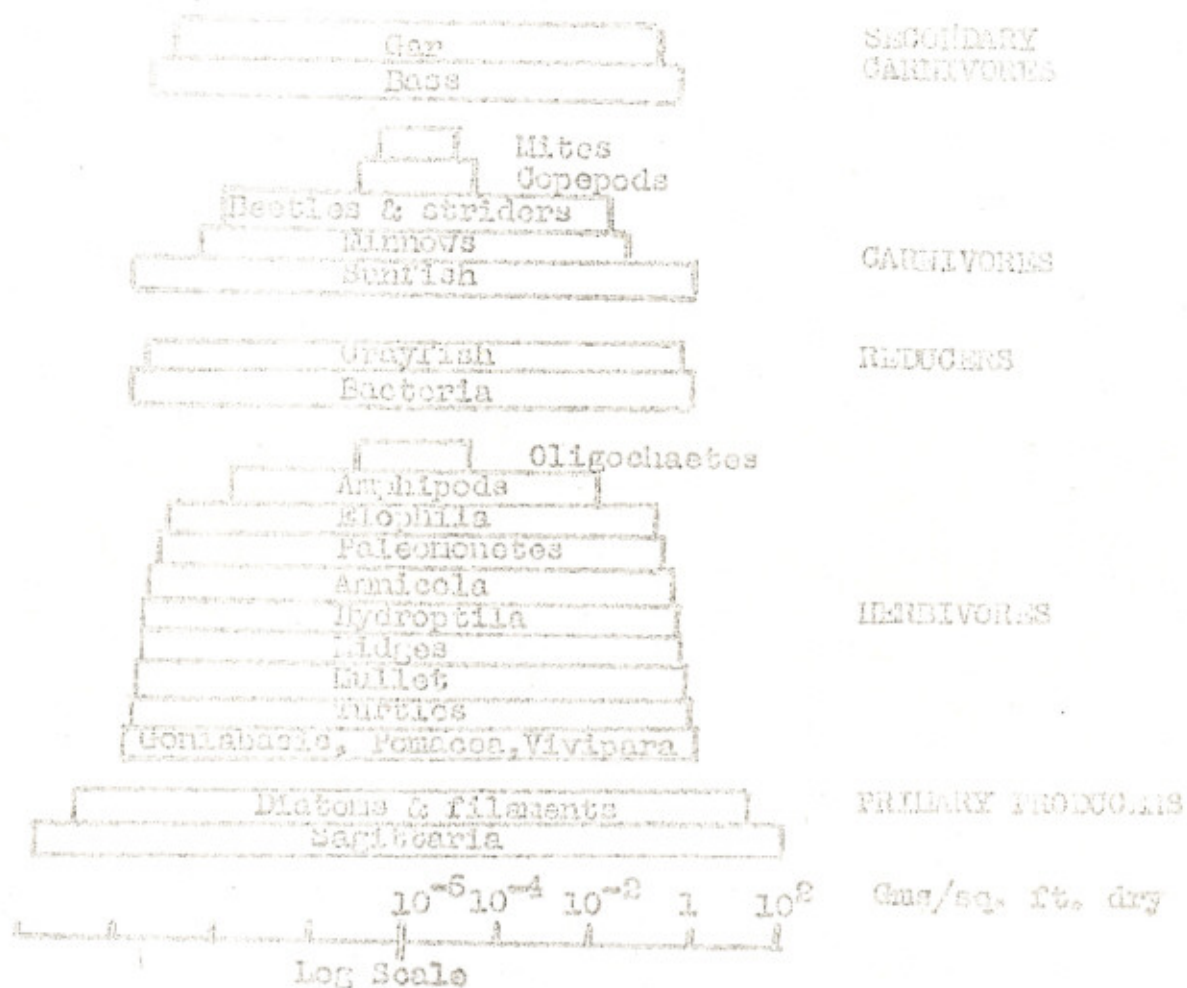 Gar
SECONDARY
Bass
CARNIVORES
Mites
Copepods
Beetles & striders
Minnows
CARNIVORES
Sunfish
Crayfish
REDUCERS
Bacteria
Oligochaetes
Amphipods
Elophila
Paleomonetes
Amnicola
Hydroptila
HERBIVORES
Midges
Mullet
Turtles
Goniabasis, Pomacea, Vivipara
Diatoms & filaments
PRIMARY PRODUCERS
Sagittaria
10⁻⁶ 10⁻⁴ 10⁻² 1 10² Gms/sq. ft. dry
Log Scale